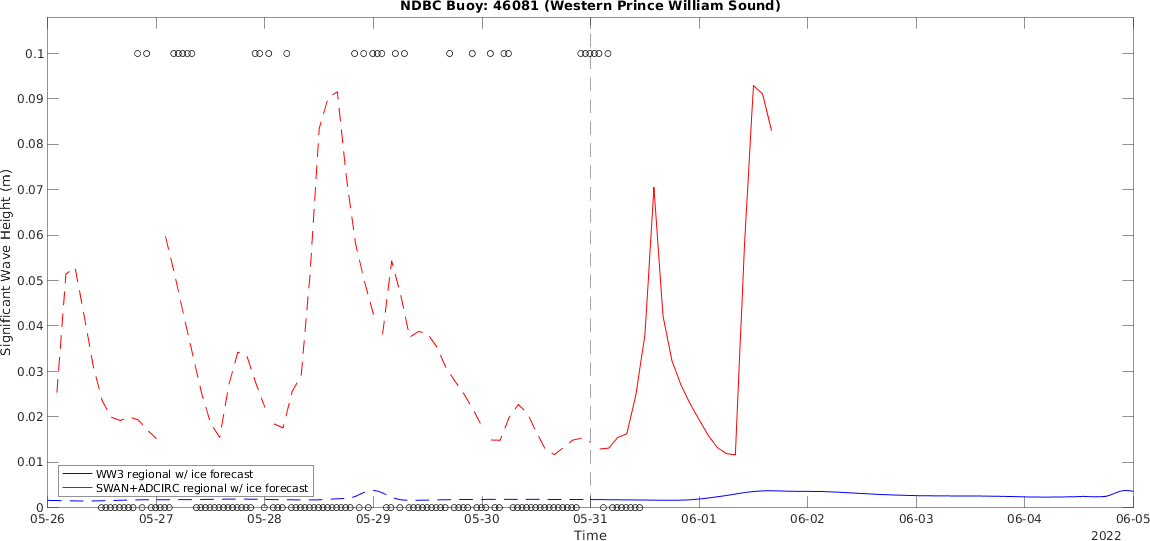 NDBC Buoy: 46081 (Western Prince William Sound)
0.1
0.09
0.08
0.07
0.06
0.05
0.04
0.03
0.02
0.01
0
Significant Wave Height (m)
WW3 regional w/ ice forecast
SWAN+ADCIRC regional w/ ice forecast
05-26 05-27 05-28 05-29 05-30 05-31 06-01 06-02 06-03 06-04 06-05
Time
2022